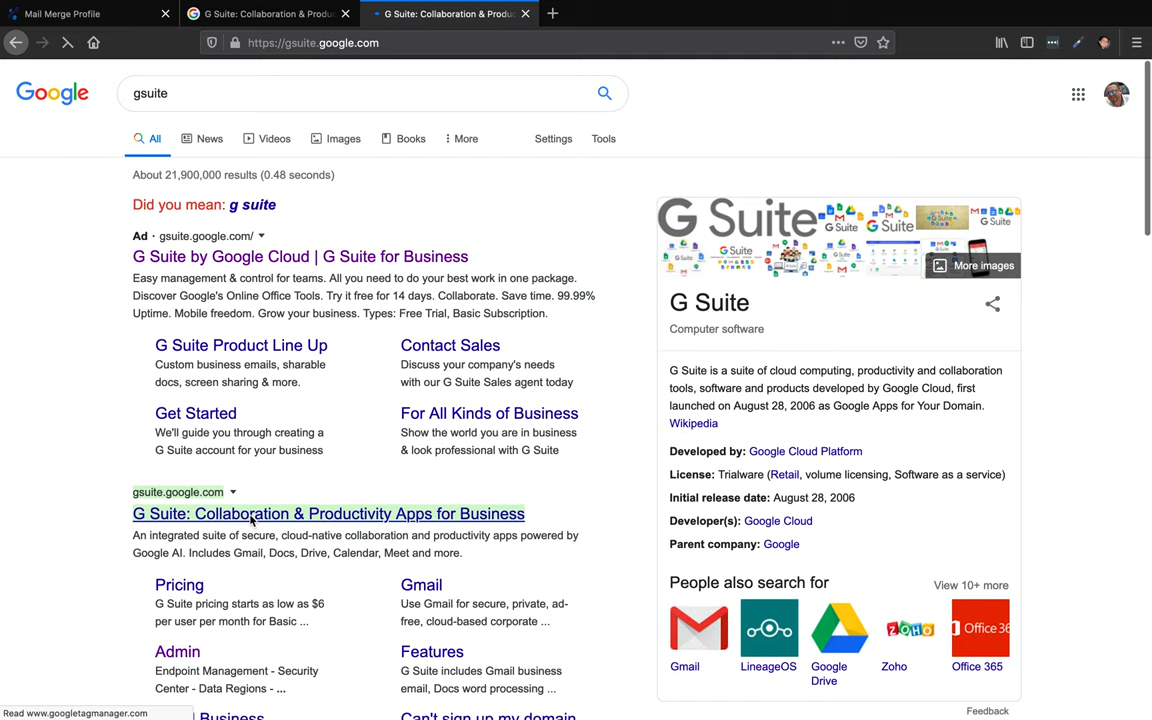 Mail Merge Profile
G Suite: Collaboration & Produc
G Suite: Collaboration & Produc
https://gsuite.google.com
Google
gsuite
All
News
Videos
Images
Books
More
Settings
Tools
About 21,900,000 results (0.48 seconds)
Did you mean: g suite
Ad · gsuite.google.com/
G Suite by Google Cloud | G Suite for Business
Easy management & control for teams. All you need to do your best work in one package.
Discover Google's Online Office Tools. Try it free for 14 days. Collaborate. Save time. 99.99%
Uptime. Mobile freedom. Grow your business. Types: Free Trial, Basic Subscription.
G Suite Product Line Up
Custom business emails, sharable
docs, screen sharing & more.
Contact Sales
Discuss your company's needs
with our G Suite Sales agent today
Get Started
We'll guide you through creating a
G Suite account for your business
For All Kinds of Business
Show the world you are in business
& look professional with G Suite
gsuite.google.com
G Suite: Collaboration & Productivity Apps for Business
An integrated suite of secure, cloud-native collaboration and productivity apps powered by
Google AI. Includes Gmail, Docs, Drive, Calendar, Meet and more.
Pricing
G Suite pricing starts as low as $6
per user per month for Basic ...
Gmail
Use Gmail for secure, private, ad-
free, cloud-based corporate ...
Admin
Endpoint Management - Security
Center - Data Regions - ...
Features
G Suite includes Gmail business
email, Docs word processing ...
Business
Can't sign up my domain
Read www.googletagmanager.com
G Suite
More images
G Suite
Computer software
G Suite is a suite of cloud computing, productivity and collaboration
tools, software and products developed by Google Cloud, first
launched on August 28, 2006 as Google Apps for Your Domain.
Wikipedia
Developed by: Google Cloud Platform
License: Trialware (Retail, volume licensing, Software as a service)
Initial release date: August 28, 2006
Developer(s): Google Cloud
Parent company: Google
People also search for
View 10+ more
ZOHO
Office 36
Gmail
LineageOS
Google
Drive
Zoho
Office 365
Feedback